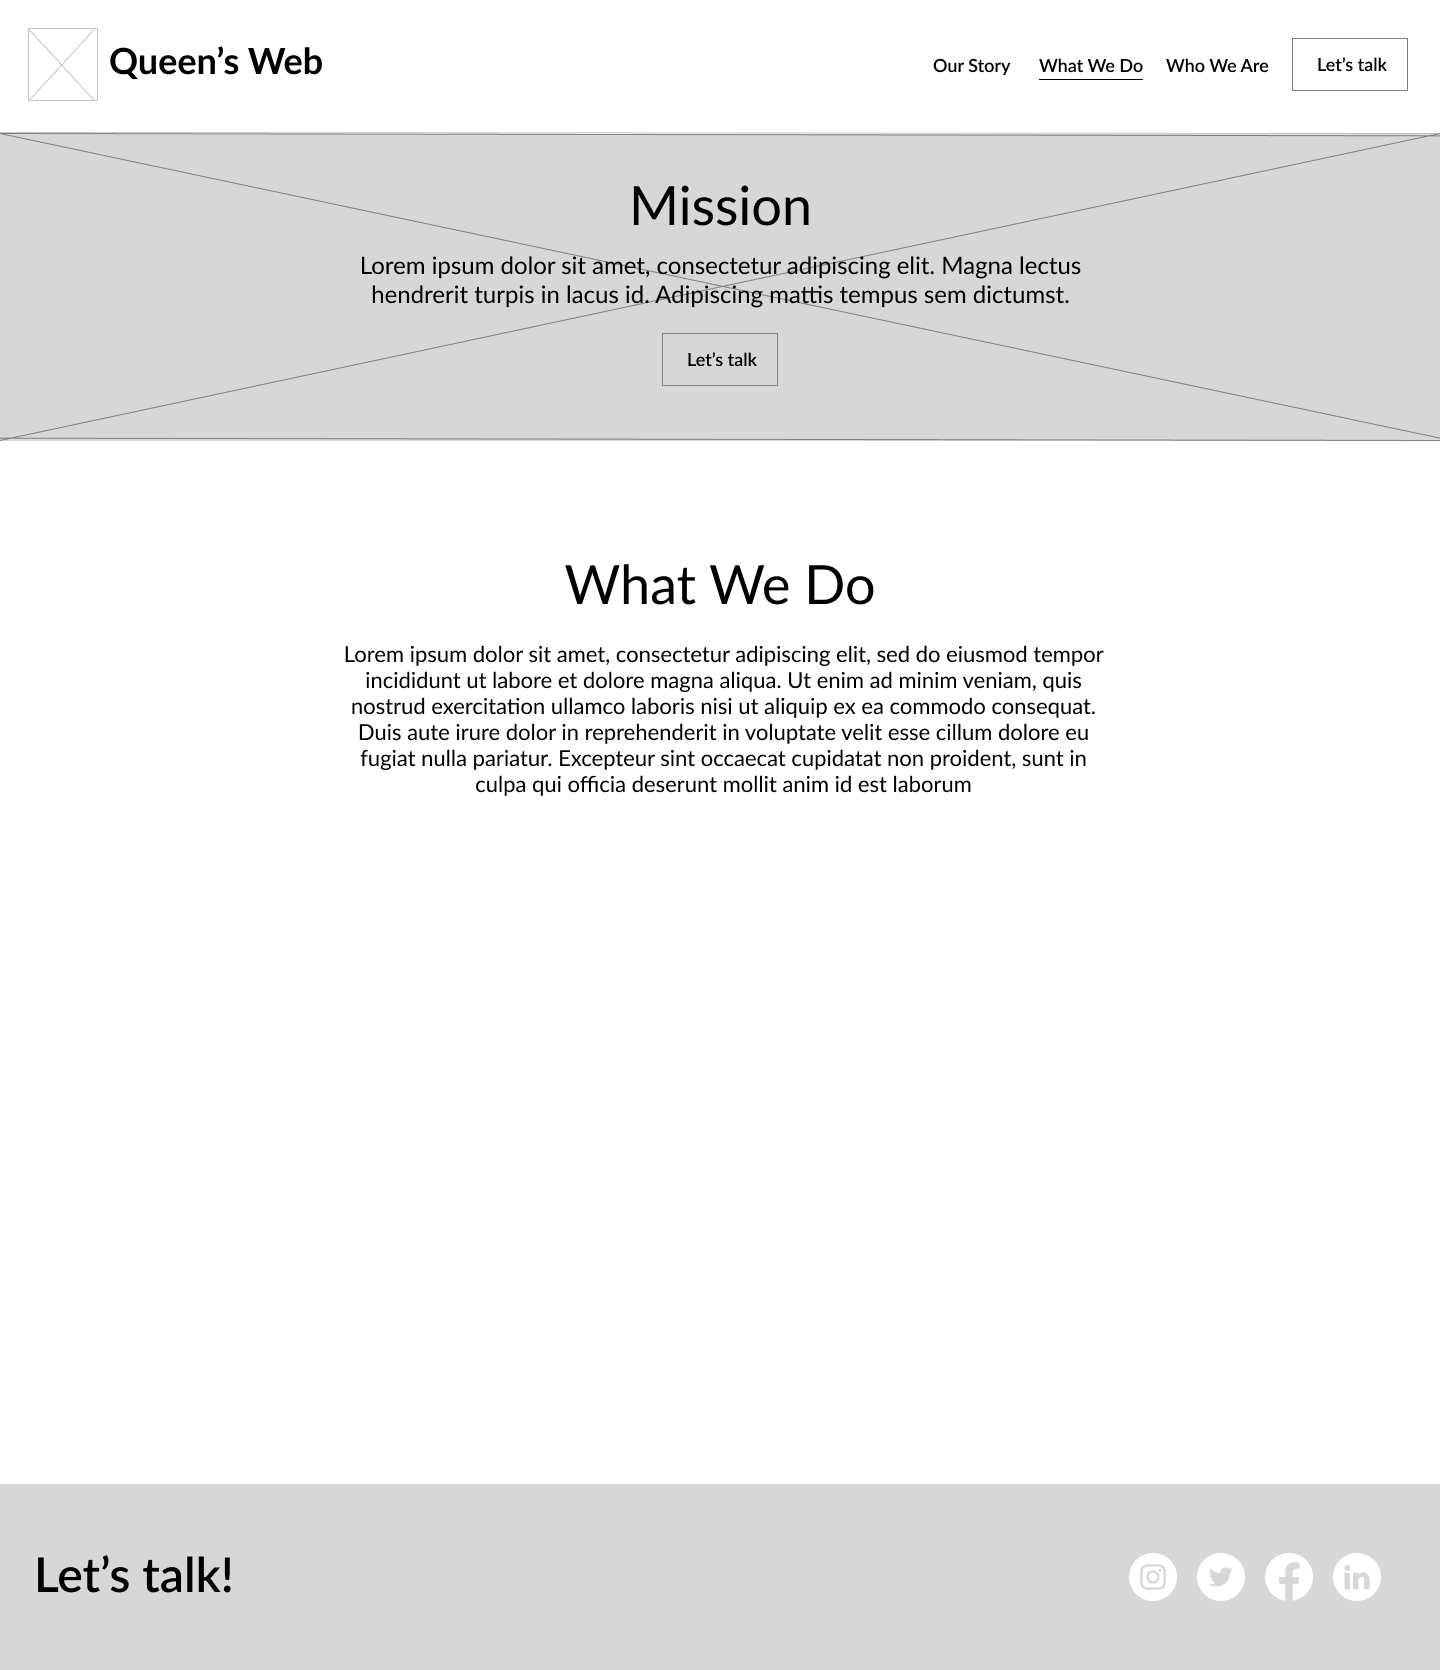 Queen’s Web
Our Story
What We Do
Who We Are
Let’s talk
Mission
Lorem ipsum dolor sit amet, consectetur adipiscing elit. Magna lectus
hendrerit turpis in lacus id. Adipiscing mattis tempus sem dictumst.
Let’s talk
What We Do
Lorem ipsum dolor sit amet, consectetur adipiscing elit, sed do eiusmod tempor
incididunt ut labore et dolore magna aliqua. Ut enim ad minim veniam, quis
nostrud exercitation ullamco laboris nisi ut aliquip ex ea commodo consequat.
Duis aute irure dolor in reprehenderit in voluptate velit esse cillum dolore eu
fugiat nulla pariatur. Excepteur sint occaecat cupidatat non proident, sunt in
culpa qui officia deserunt mollit anim id est laborum
Let’s talk!